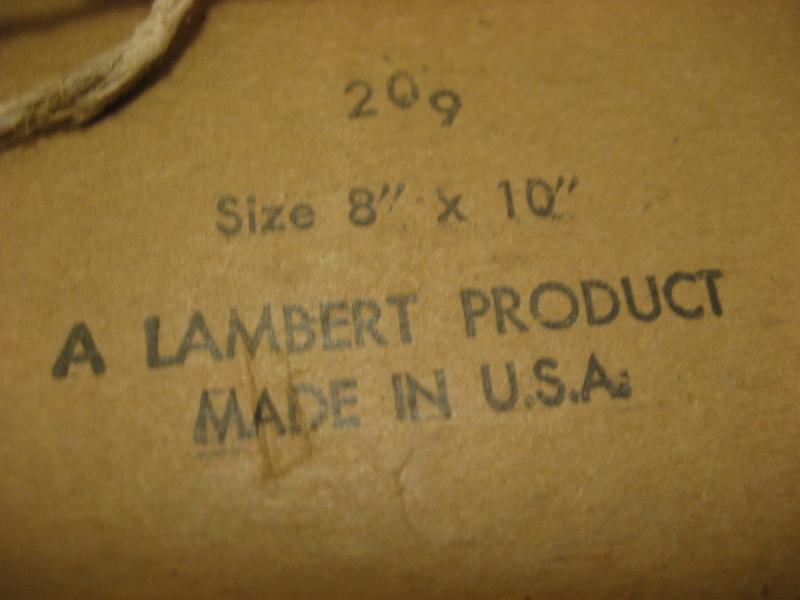 209
Size 8" x 10"
A LAMBERT PRODUCT
MADE IN U.S.A.